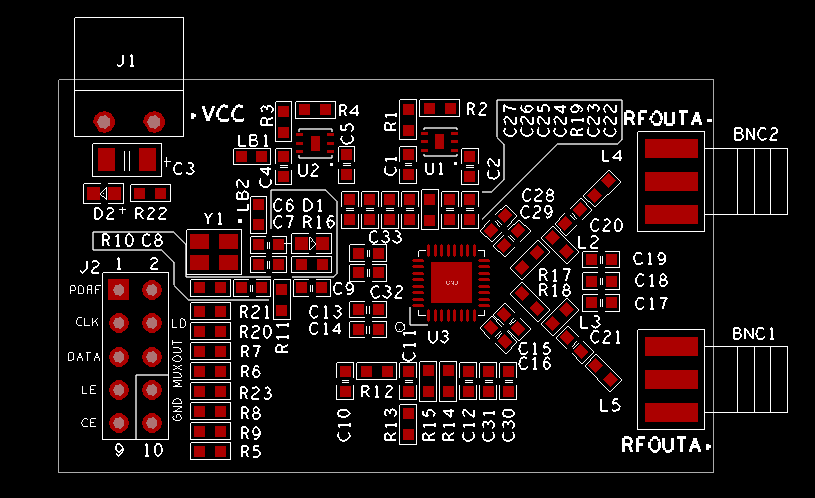 J1
VCC
R3
R4
R1
R2
C27
C26
C25
C24
R19
C23
C22
RFOUTA-
BNC2
LB1
C5
C3
C4
U2
C1
U1
C2
L4
D2+
R22
LB2
Y1
C6 D1
C7 R16
C28
C29
C20
R10 C8
C33
L2
J2
1 2
C19
PDRF
GND
R17
C18
C9
C32
R18
C17
CLK
LD
R21
C13
R20
R11
C14
C11
U3
L3
C21
BNC1
DATA
MUXOUT
R7
C15
C16
R6
LE
R23
R12
L5
GND
R8
CE
R9
C10
R13
R15
R14
C12
C31
C30
RFOUTA+
9 10
R5